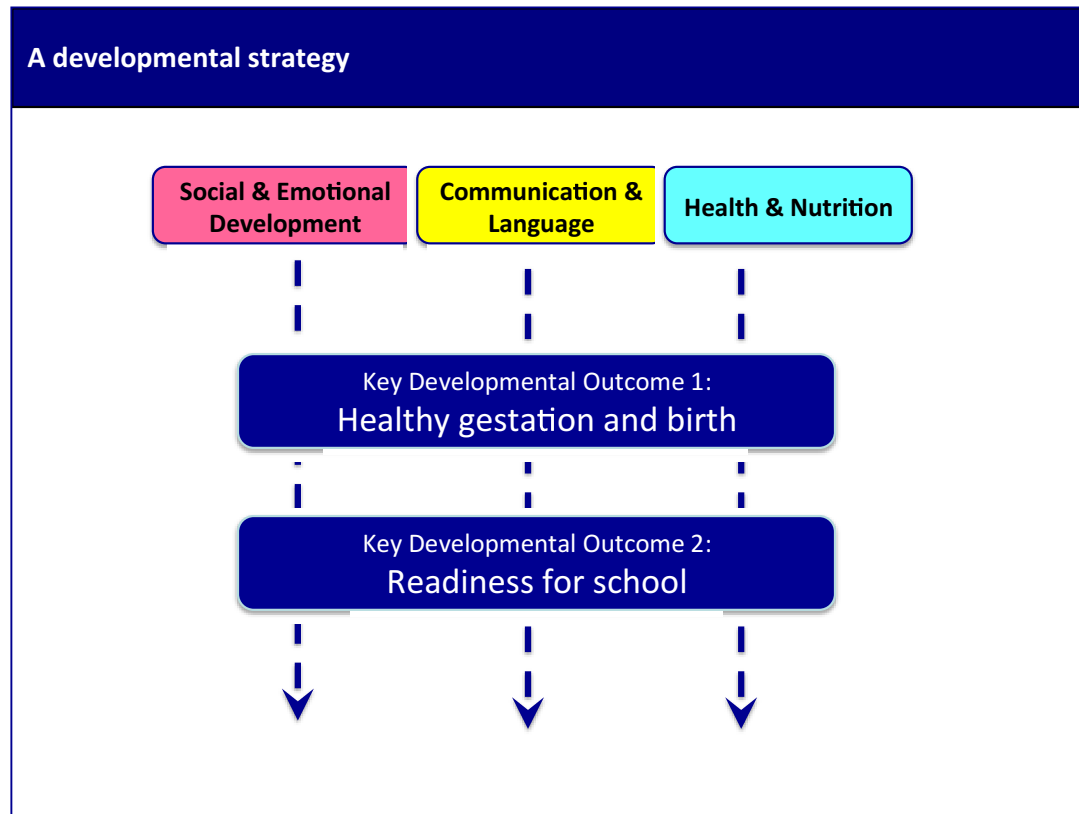 A developmental strategy
Social & Emotional
Development
Communication &
Language
Health & Nutrition
Key Developmental Outcome 1:
Healthy gestation and birth
Key Developmental Outcome 2:
Readiness for school